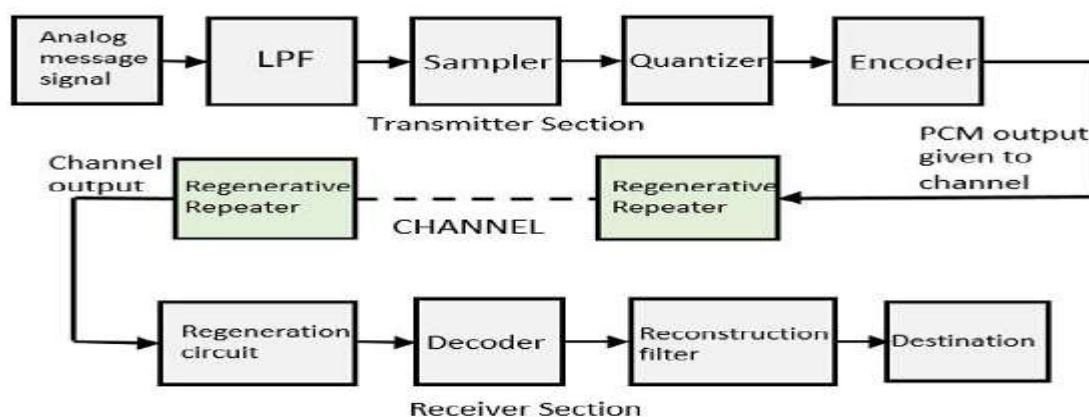 Analog
message
signal
LPF
Sampler
Quantizer
Encoder
Transmitter Section
PCM output
given to
channel
Channel
output
Regenerative
Repeater
CHANNEL
Regenerative
Repeater
Regeneration
circuit
Decoder
Reconstruction
filter
Destination
Receiver Section